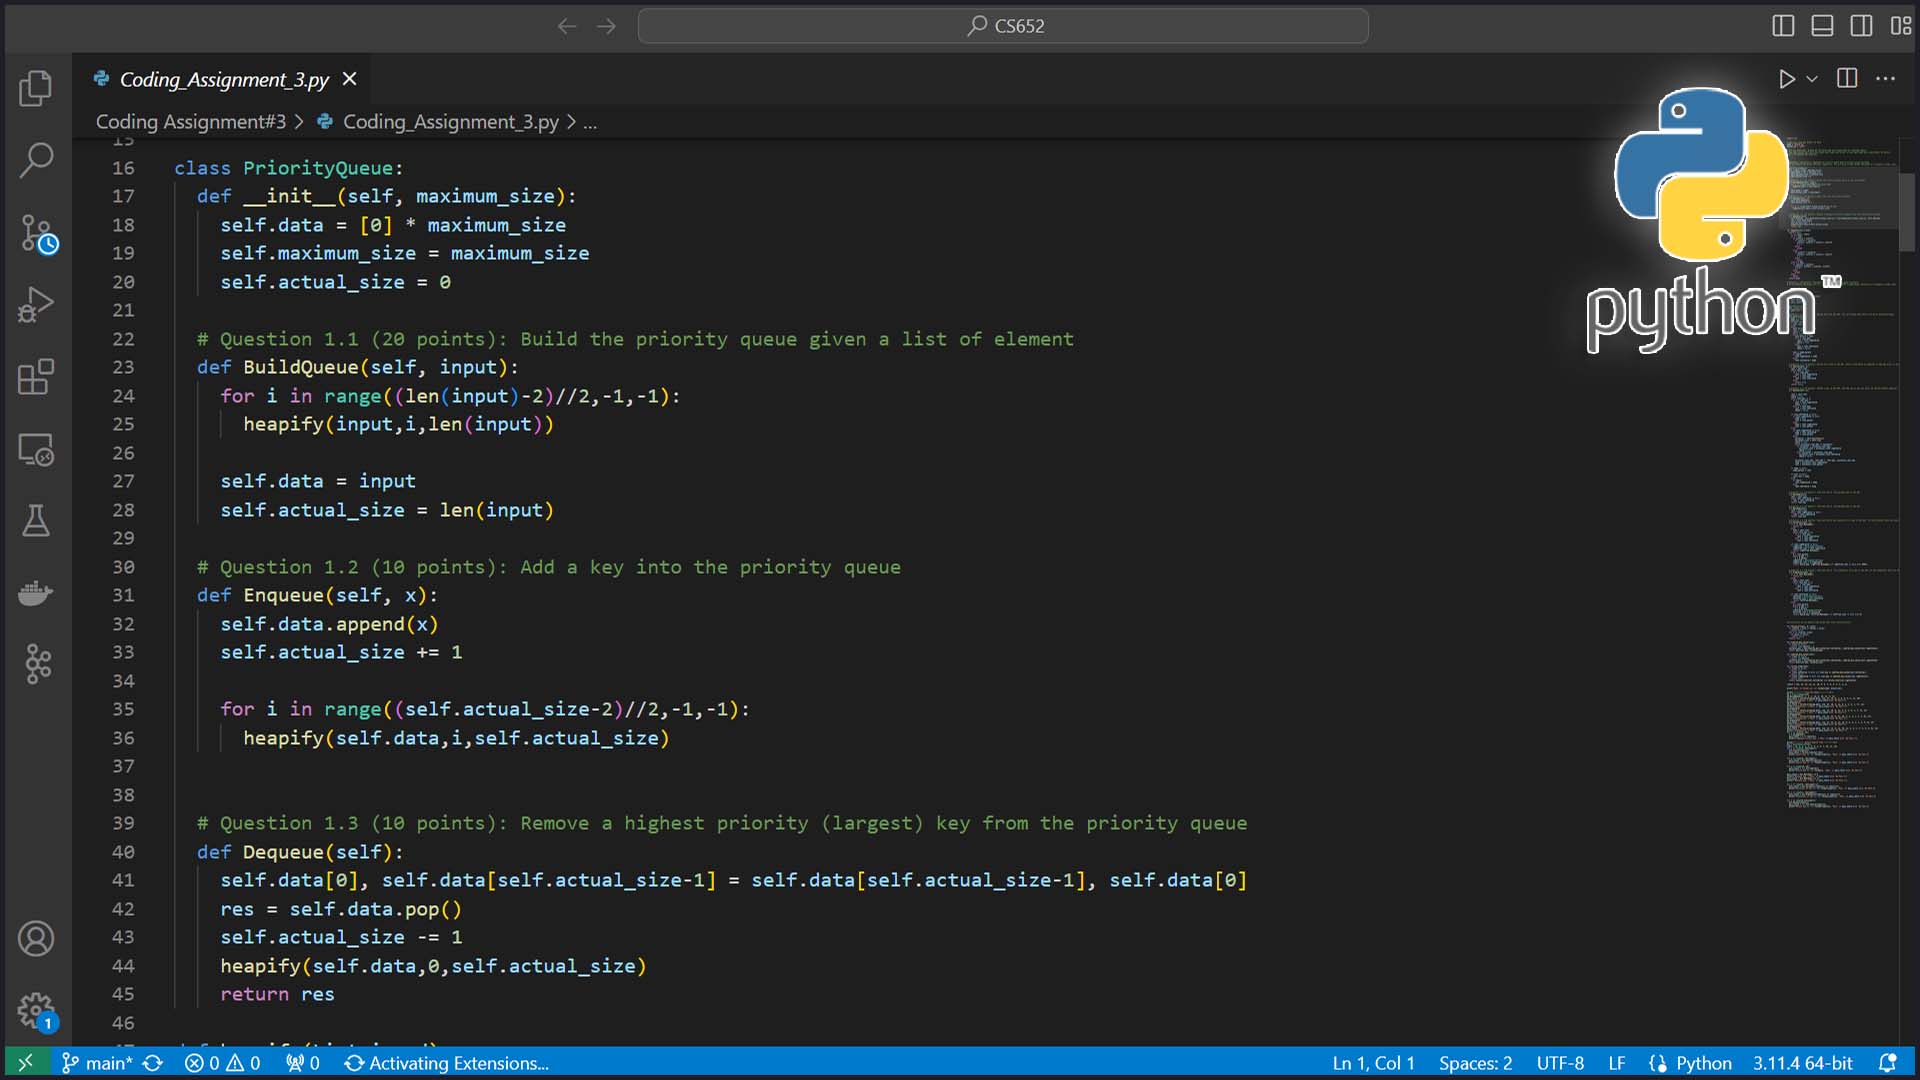 CS652
Coding_Assignment_3.py
Coding Assignment#3 > Coding_Assignment_3.py > ...
python™
15
16 class PriorityQueue:
17 def __init__(self, maximum_size):
18 self.data = [0] * maximum_size
19 self.maximum_size = maximum_size
20 self.actual_size = 0
21
22 # Question 1.1 (20 points): Build the priority queue given a list of element
23 def BuildQueue(self, input):
24 for i in range((len(input)-2)//2,-1,-1):
25 heapify(input,i,len(input))
26
27 self.data = input
28 self.actual_size = len(input)
29
30 # Question 1.2 (10 points): Add a key into the priority queue
31 def Enqueue(self, x):
32 self.data.append(x)
33 self.actual_size += 1
34
35 for i in range((self.actual_size-2)//2,-1,-1):
36 heapify(self.data,i,self.actual_size)
37
38
39 # Question 1.3 (10 points): Remove a highest priority (largest) key from the priority queue
40 def Dequeue(self):
41 self.data[0], self.data[self.actual_size-1] = self.data[self.actual_size-1], self.data[0]
42 res = self.data.pop()
43 self.actual_size -= 1
44 heapify(self.data,0,self.actual_size)
45 return res
46
1
main* 0 0 0 Activating Extensions... Ln 1, Col 1 Spaces: 2 UTF-8 LF Python 3.11.4 64-bit